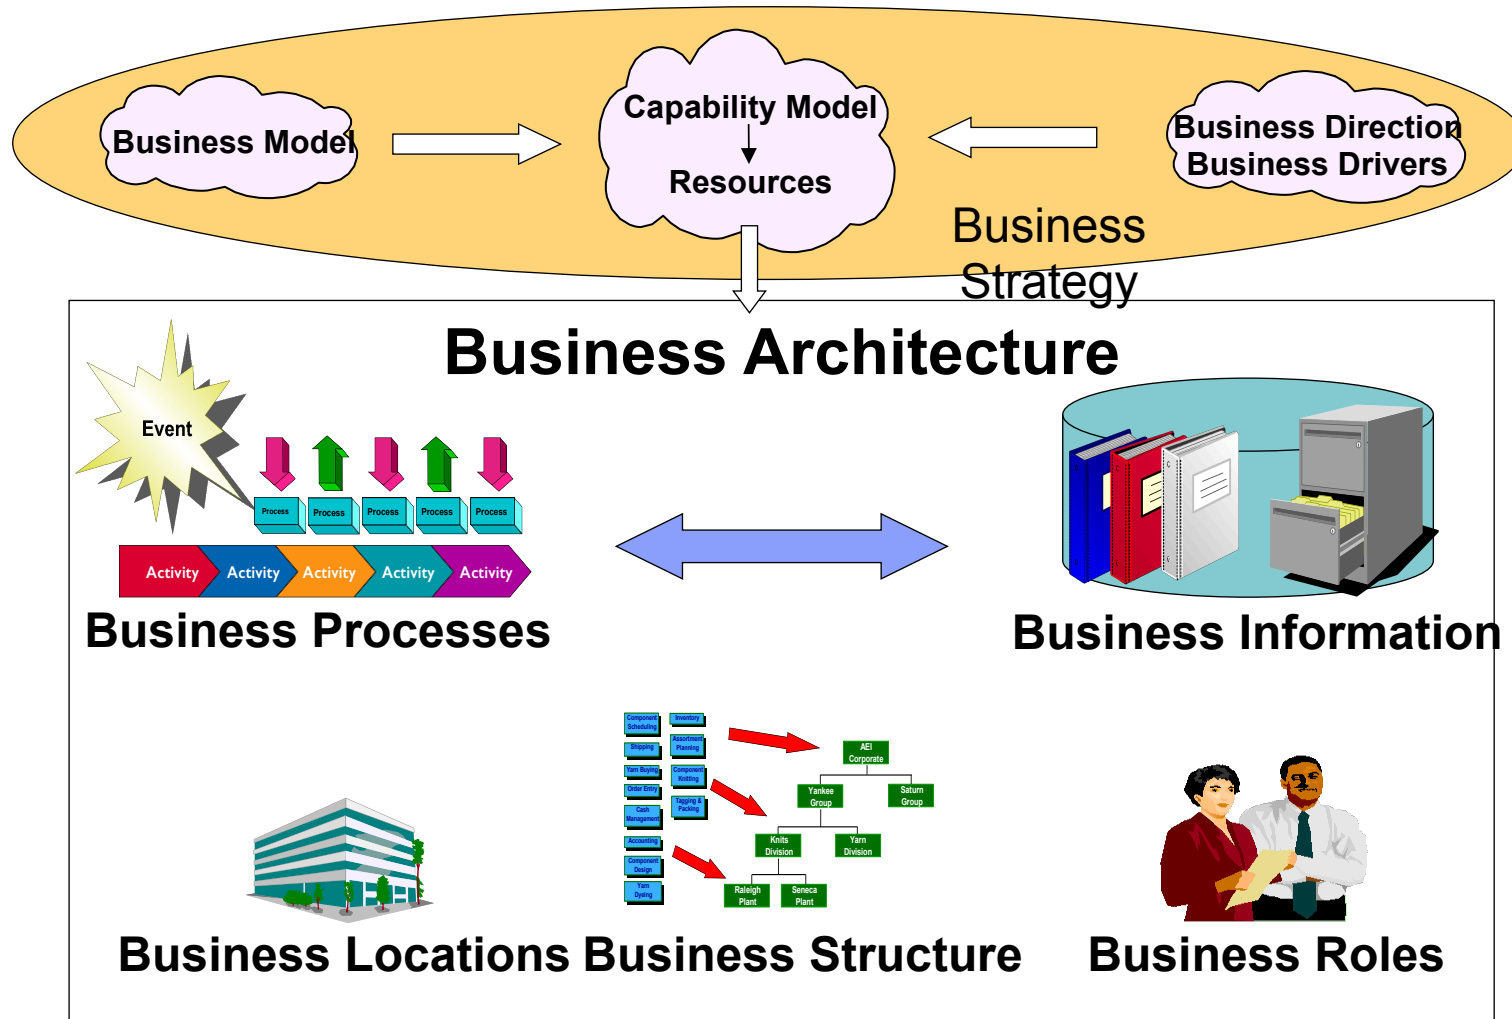 Business Model
Capability Model
Resources
Business Direction
Business Drivers
Business
Strategy
Business Architecture
Event
Process
Process
Process
Process
Process
Activity
Activity
Activity
Activity
Activity
Business Processes
Business Information
Component
Scheduling
Shipping
Yarn Buying
Order Entry
Cash
Management
Accounting
Component
Design
Yarn
Dyeing
Inventory
Assortment
Planning
Component
Knitting
Tagging &
Packing
AEI
Corporate
Yankee
Group
Saturn
Group
Knits
Division
Yarn
Division
Raleigh
Plant
Seneca
Plant
Business Locations
Business Structure
Business Roles